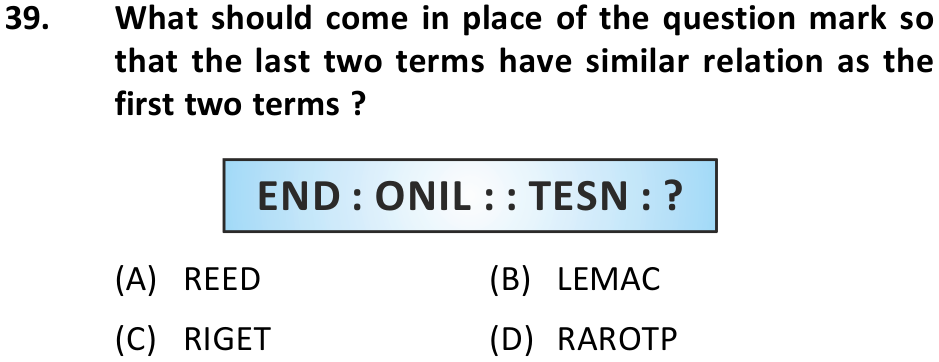 39. What should come in place of the question mark so
that the last two terms have similar relation as the
first two terms ?
END : ONIL : : TESN : ?
(A) REED (B) LEMAC
(C) RIGET (D) RAROTP